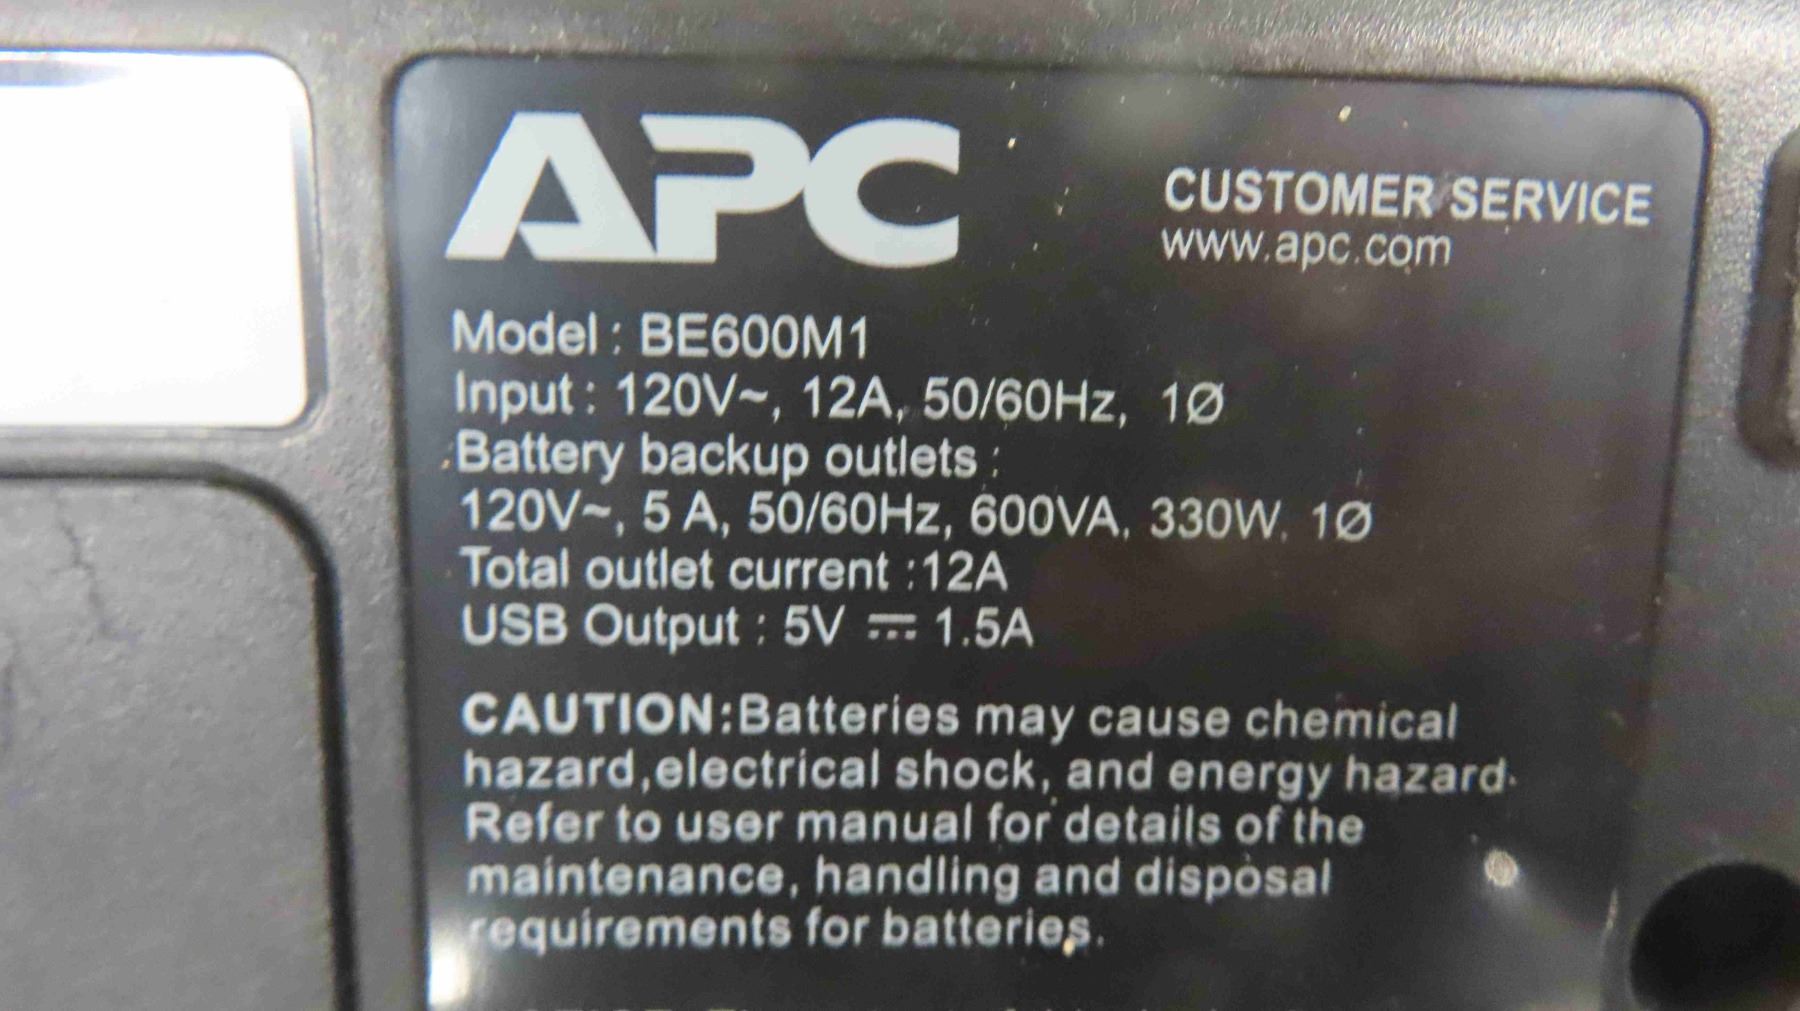 APC
CUSTOMER SERVICE
www.apc.com
Model : BE600M1
Input : 120V~, 12A, 50/60Hz, 1Ø
Battery backup outlets :
120V~, 5 A, 50/60Hz, 600VA, 330W, 1Ø
Total outlet current :12A
USB Output : 5V ⎓ 1.5A
CAUTION:Batteries may cause chemical
hazard,electrical shock, and energy hazard.
Refer to user manual for details of the
maintenance, handling and disposal
requirements for batteries.